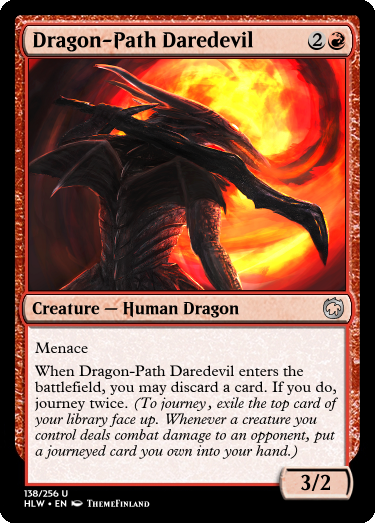 Dragon-Path Daredevil 2
Creature — Human Dragon
Menace
When Dragon-Path Daredevil enters the
battlefield, you may discard a card. If you do,
journey twice. (To journey, exile the top card of
your library face up. Whenever a creature you
control deals combat damage to an opponent, put
a journeyed card you own into your hand.)
3/2
138/256 U
HLW • EN ThemeFinland